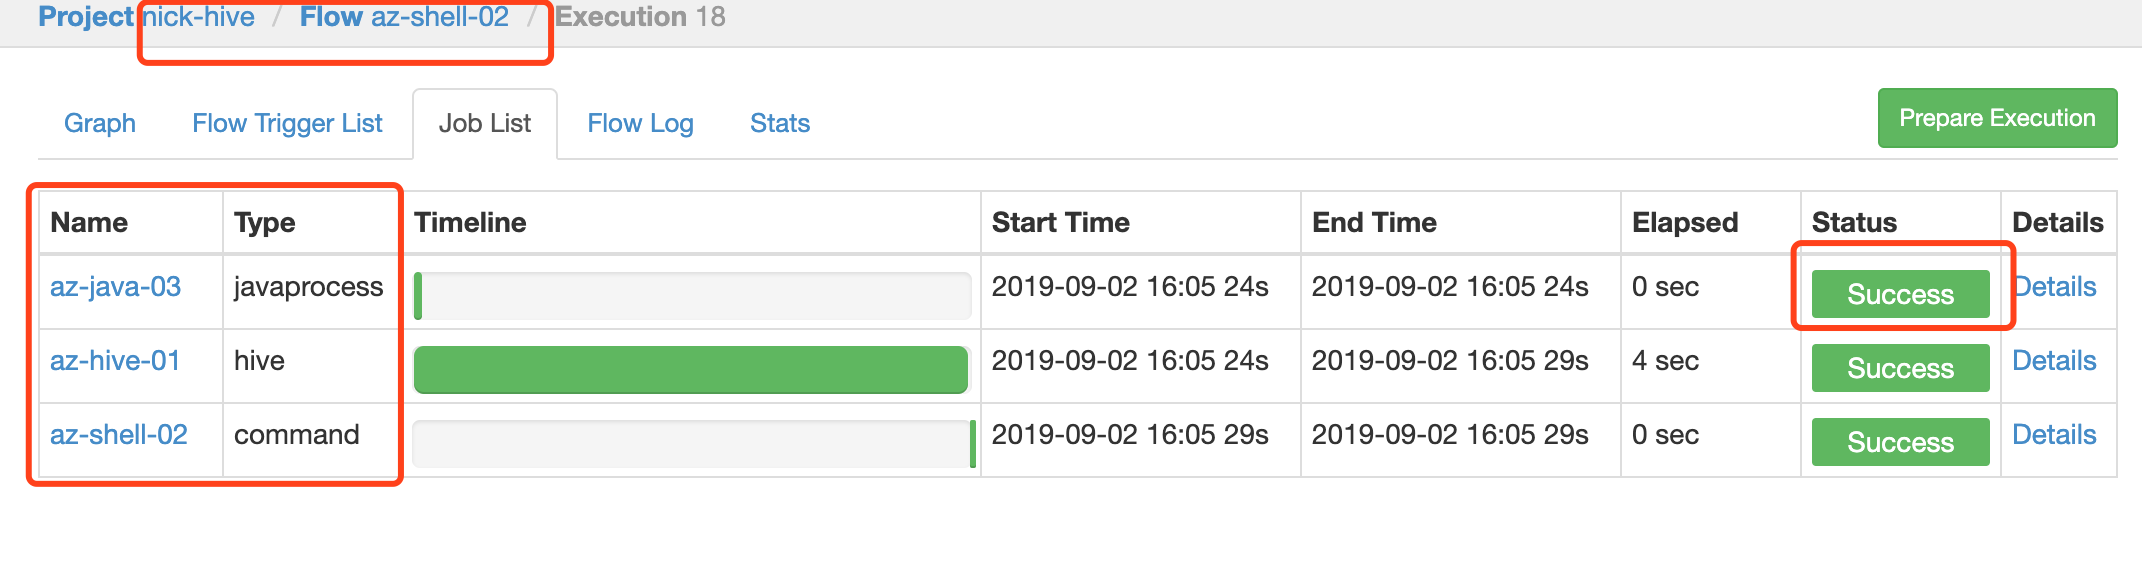 Project nick-hive / Flow az-shell-02 / Execution 18
Graph Flow Trigger List Job List Flow Log Stats Prepare Execution
Name Type Timeline Start Time End Time Elapsed Status Details
az-java-03 javaprocess 2019-09-02 16:05 24s 2019-09-02 16:05 24s 0 sec Success Details
az-hive-01 hive 2019-09-02 16:05 24s 2019-09-02 16:05 29s 4 sec Success Details
az-shell-02 command 2019-09-02 16:05 29s 2019-09-02 16:05 29s 0 sec Success Details